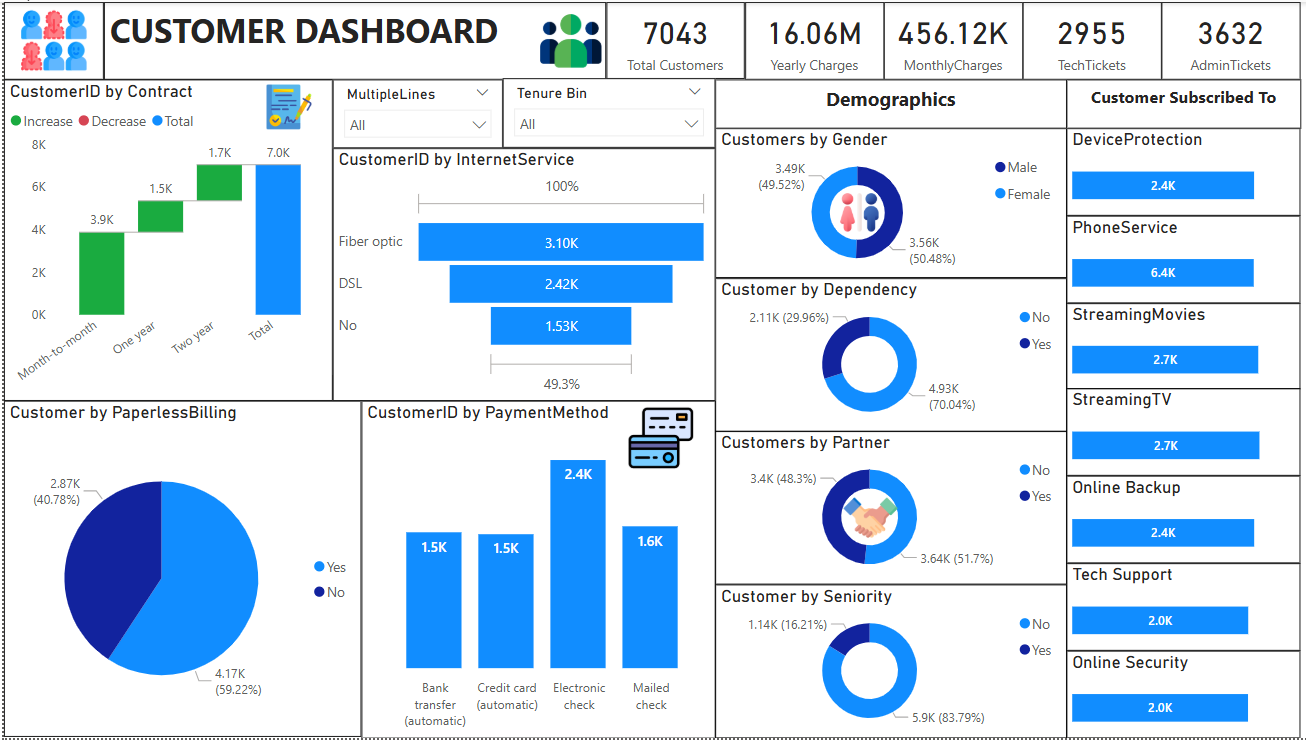 CUSTOMER DASHBOARD
7043
Total Customers
16.06M
Yearly Charges
456.12K
MonthlyCharges
2955
TechTickets
3632
AdminTickets
CustomerID by Contract
Increase Decrease Total
8K
6K
4K
2K
0K
3.9K
1.5K
1.7K
7.0K
Month-to-month
One year
Two year
Total
MultipleLines
All
Tenure Bin
All
CustomerID by InternetService
100%
Fiber optic 3.10K
DSL 2.42K
No 1.53K
49.3%
Customer by PaperlessBilling
2.87K
(40.78%)
4.17K
(59.22%)
Yes
No
CustomerID by PaymentMethod
1.5K
1.5K
2.4K
1.6K
Bank
transfer
(automatic)
Credit card
(automatic)
Electronic
check
Mailed
check
Demographics
Customers by Gender
3.49K
(49.52%)
3.56K
(50.48%)
Male
Female
Customer by Dependency
2.11K (29.96%)
4.93K
(70.04%)
No
Yes
Customers by Partner
3.4K (48.3%)
3.64K (51.7%)
No
Yes
Customer by Seniority
1.14K (16.21%)
5.9K (83.79%)
No
Yes
Customer Subscribed To
DeviceProtection
2.4K
PhoneService
6.4K
StreamingMovies
2.7K
StreamingTV
2.7K
Online Backup
2.4K
Tech Support
2.0K
Online Security
2.0K